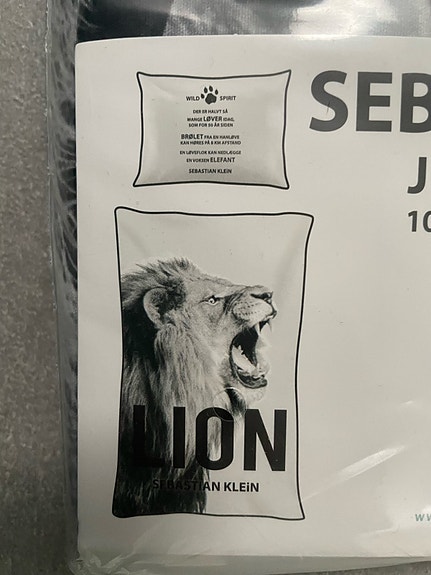 WILD SPIRIT
DER ER HALVT SÅ
MANGE LØVER IDAG,
SOM FOR 50 ÅR SIDEN
BRØLET FRA EN HANLØVE
KAN HØRES PÅ 8 KM AFSTAND
EN LØVEFLOK KAN NEDLÆGGE
EN VOKSEN ELEFANT
SEBASTIAN KLEIN
SEB
J
10
LION
SEBASTIAN KLEiN
w